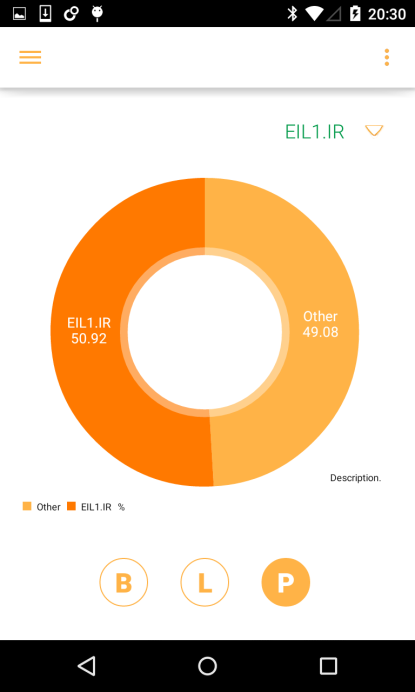 20:30
EIL1.IR
EIL1.IR
50.92
Other
49.08
Description.
Other EIL1.IR %
B L P